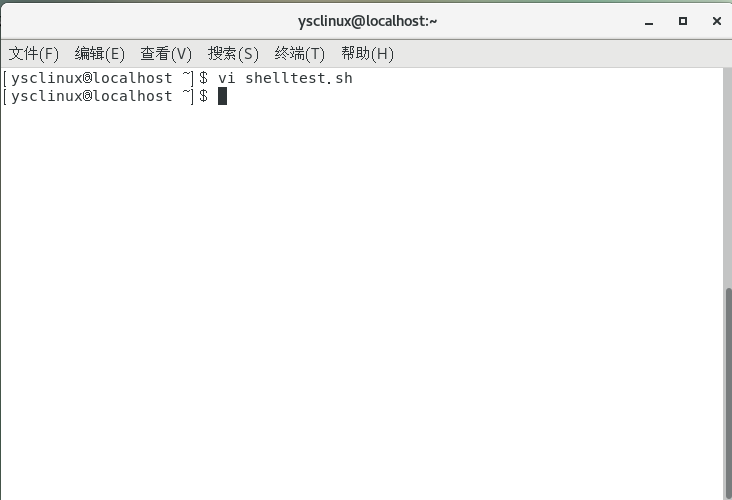 ysclinux@localhost:~
文件(F) 编辑(E) 查看(V) 搜索(S) 终端(T) 帮助(H)
[ysclinux@localhost ~]$ vi shelltest.sh
[ysclinux@localhost ~]$